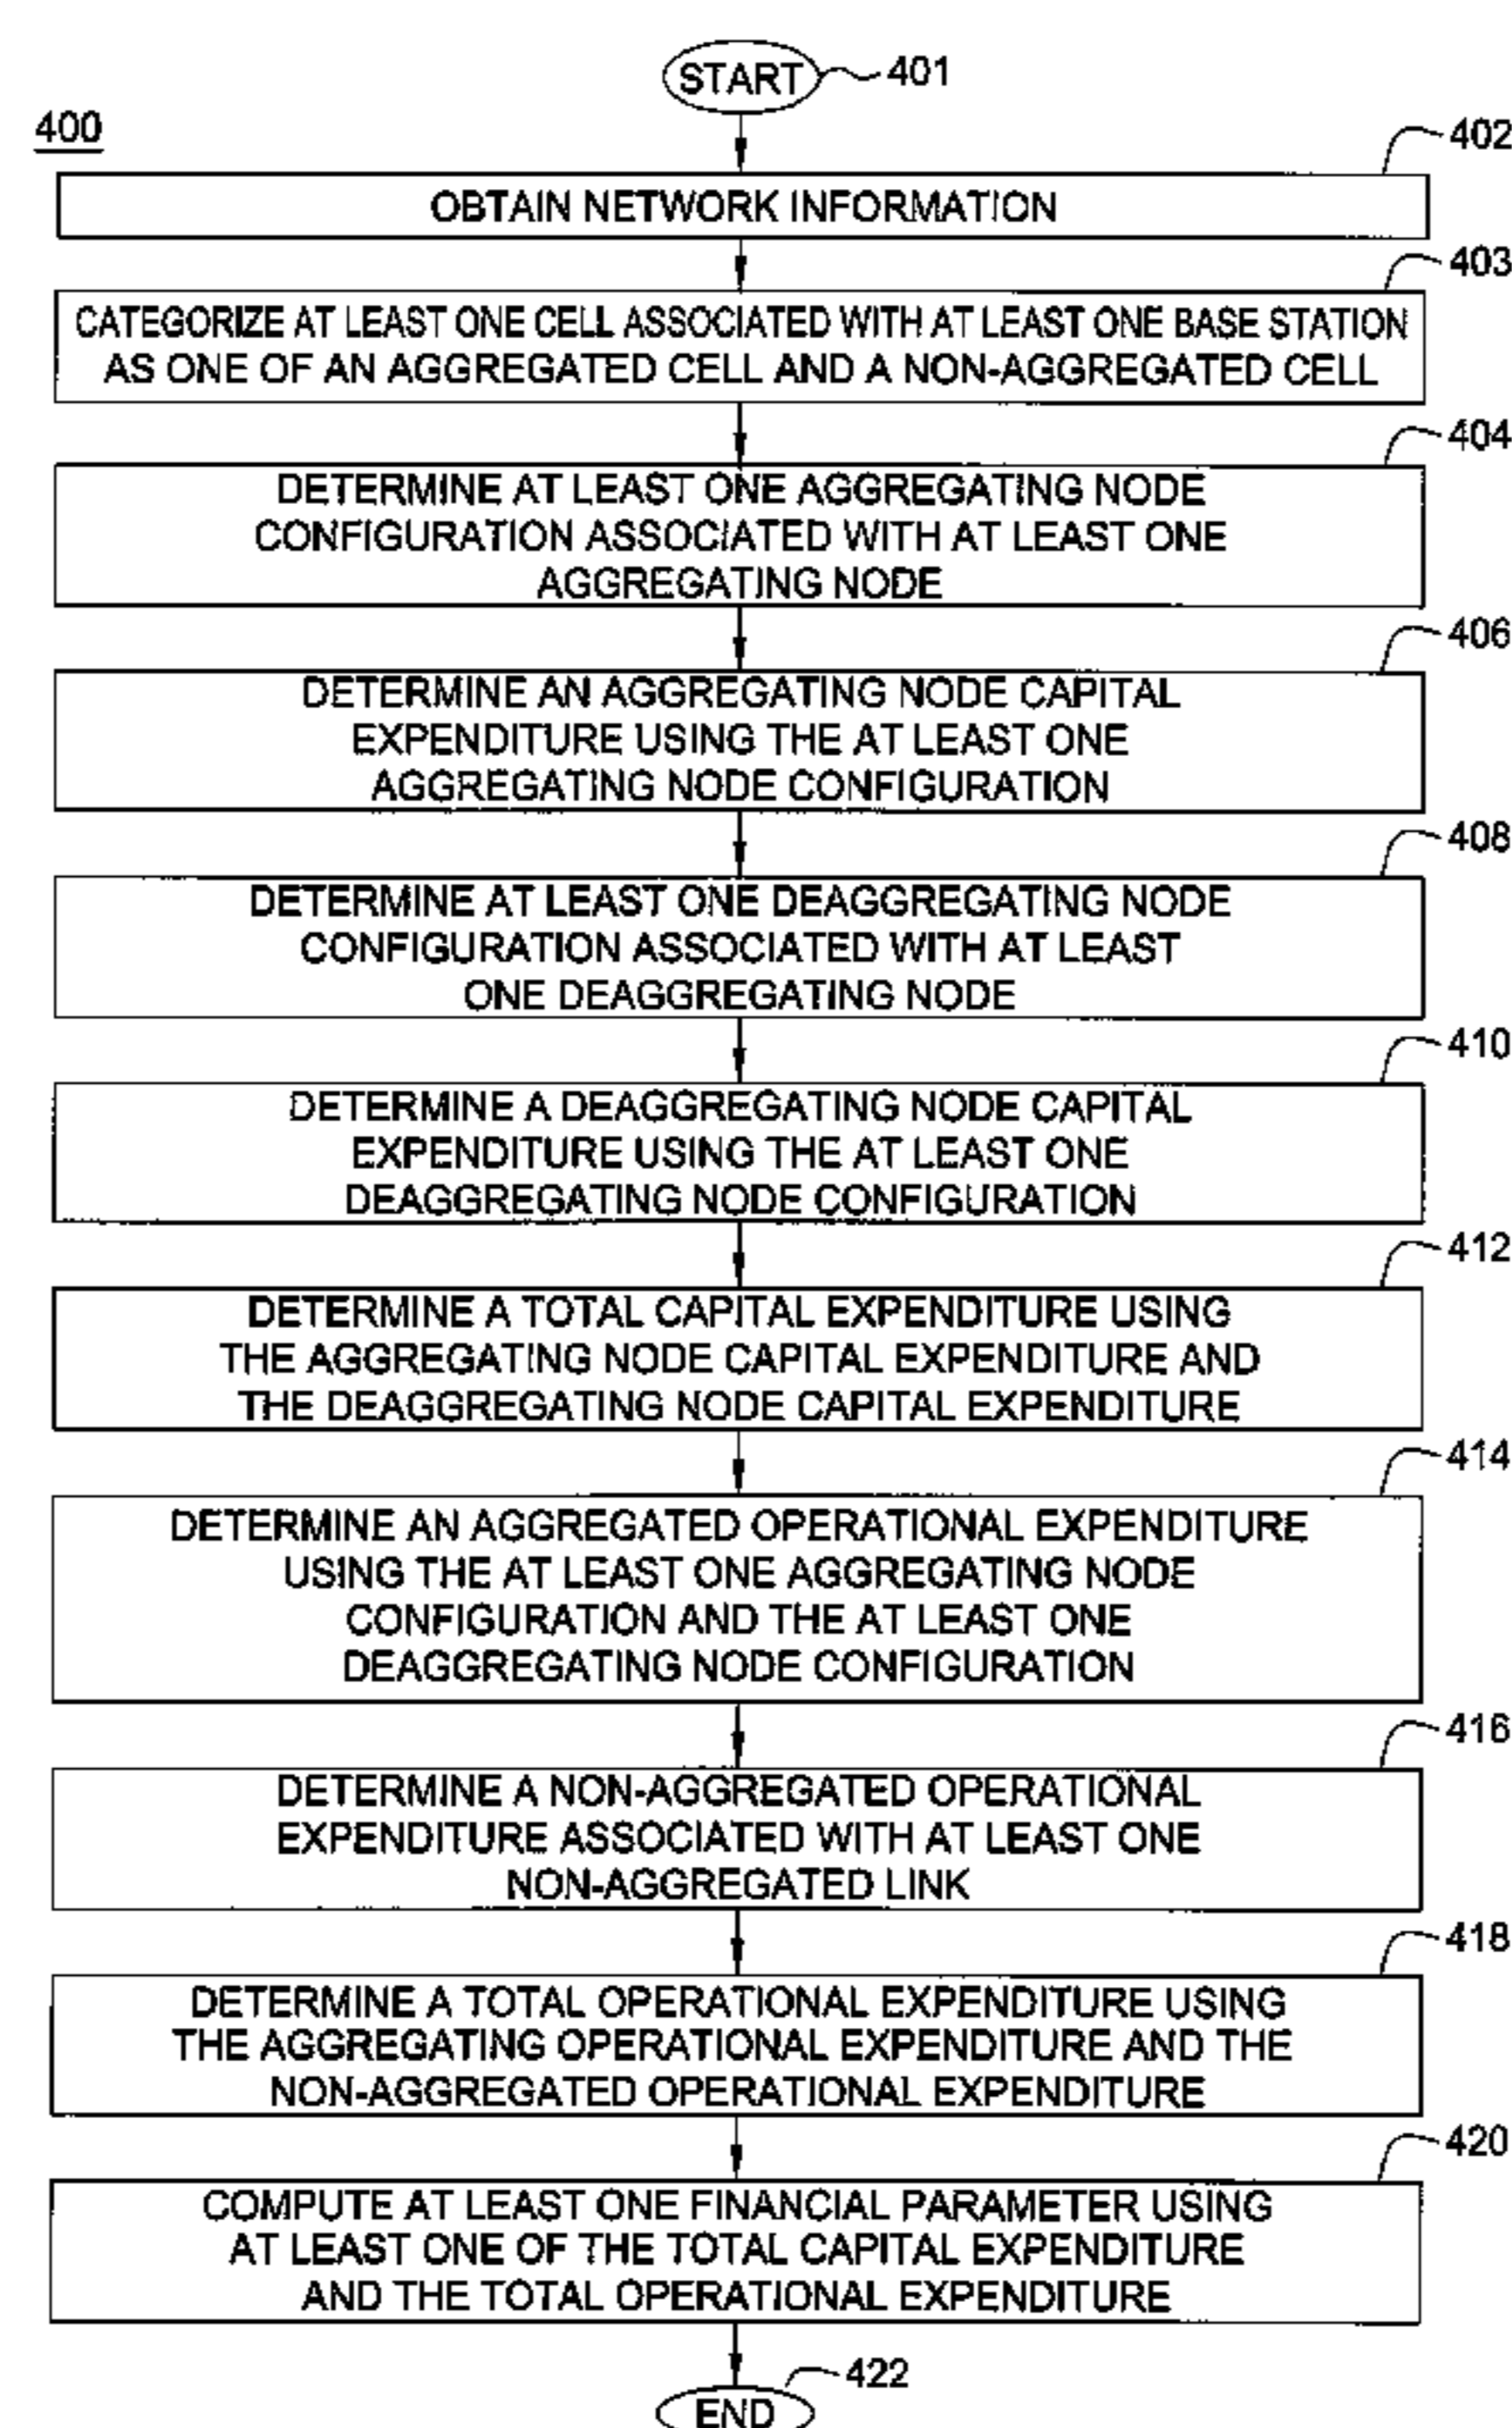 START
401
400
402
OBTAIN NETWORK INFORMATION
403
CATEGORIZE AT LEAST ONE CELL ASSOCIATED WITH AT LEAST ONE BASE STATION
AS ONE OF AN AGGREGATED CELL AND A NON-AGGREGATED CELL
404
DETERMINE AT LEAST ONE AGGREGATING NODE
CONFIGURATION ASSOCIATED WITH AT LEAST ONE
AGGREGATING NODE
406
DETERMINE AN AGGREGATING NODE CAPITAL
EXPENDITURE USING THE AT LEAST ONE
AGGREGATING NODE CONFIGURATION
408
DETERMINE AT LEAST ONE DEAGGREGATING NODE
CONFIGURATION ASSOCIATED WITH AT LEAST
ONE DEAGGREGATING NODE
410
DETERMINE A DEAGGREGATING NODE CAPITAL
EXPENDITURE USING THE AT LEAST ONE
DEAGGREGATING NODE CONFIGURATION
412
DETERMINE A TOTAL CAPITAL EXPENDITURE USING
THE AGGREGATING NODE CAPITAL EXPENDITURE AND
THE DEAGGREGATING NODE CAPITAL EXPENDITURE
414
DETERMINE AN AGGREGATED OPERATIONAL EXPENDITURE
USING THE AT LEAST ONE AGGREGATING NODE
CONFIGURATION AND THE AT LEAST ONE
DEAGGREGATING NODE CONFIGURATION
416
DETERMINE A NON-AGGREGATED OPERATIONAL
EXPENDITURE ASSOCIATED WITH AT LEAST ONE
NON-AGGREGATED LINK
418
DETERMINE A TOTAL OPERATIONAL EXPENDITURE USING
THE AGGREGATING OPERATIONAL EXPENDITURE AND THE
NON-AGGREGATED OPERATIONAL EXPENDITURE
420
COMPUTE AT LEAST ONE FINANCIAL PARAMETER USING
AT LEAST ONE OF THE TOTAL CAPITAL EXPENDITURE
AND THE TOTAL OPERATIONAL EXPENDITURE
422
END